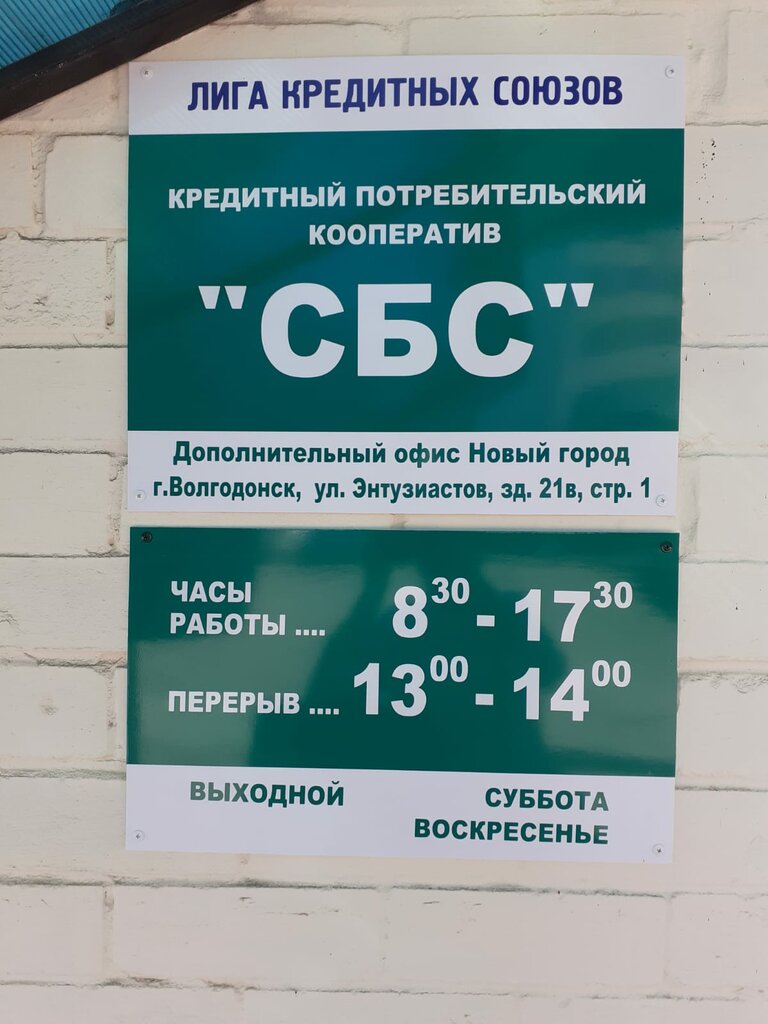 ЛИГА КРЕДИТНЫХ СОЮЗОВ
КРЕДИТНЫЙ ПОТРЕБИТЕЛЬСКИЙ
КООПЕРАТИВ
"СБС"
Дополнительный офис Новый город
г.Волгодонск, ул. Энтузиастов, зд. 21в, стр. 1
ЧАСЫ
РАБОТЫ .... 8³⁰ - 17³⁰
ПЕРЕРЫВ .... 13⁰⁰ - 14⁰⁰
ВЫХОДНОЙ СУББОТА
ВОСКРЕСЕНЬЕ